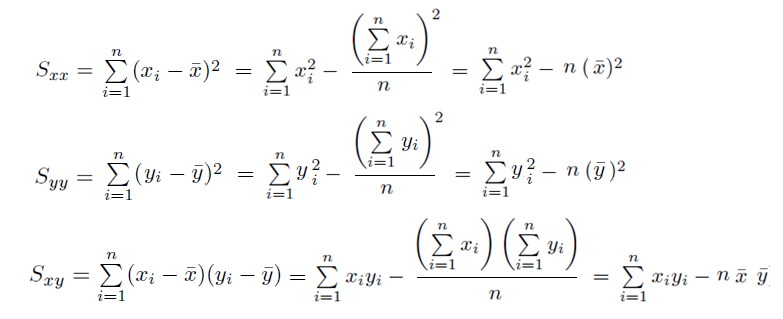 S_{xx} = \sum_{i=1}^{n} (x_i - \bar{x})^2 = \sum_{i=1}^{n} x_i^2 - \frac{\left(\sum_{i=1}^{n} x_i\right)^2}{n} = \sum_{i=1}^{n} x_i^2 - n(\bar{x})^2
S_{yy} = \sum_{i=1}^{n} (y_i - \bar{y})^2 = \sum_{i=1}^{n} y_i^2 - \frac{\left(\sum_{i=1}^{n} y_i\right)^2}{n} = \sum_{i=1}^{n} y_i^2 - n(\bar{y})^2
S_{xy} = \sum_{i=1}^{n} (x_i - \bar{x})(y_i - \bar{y}) = \sum_{i=1}^{n} x_i y_i - \frac{\left(\sum_{i=1}^{n} x_i\right)\left(\sum_{i=1}^{n} y_i\right)}{n} = \sum_{i=1}^{n} x_i y_i - n \bar{x} \bar{y}